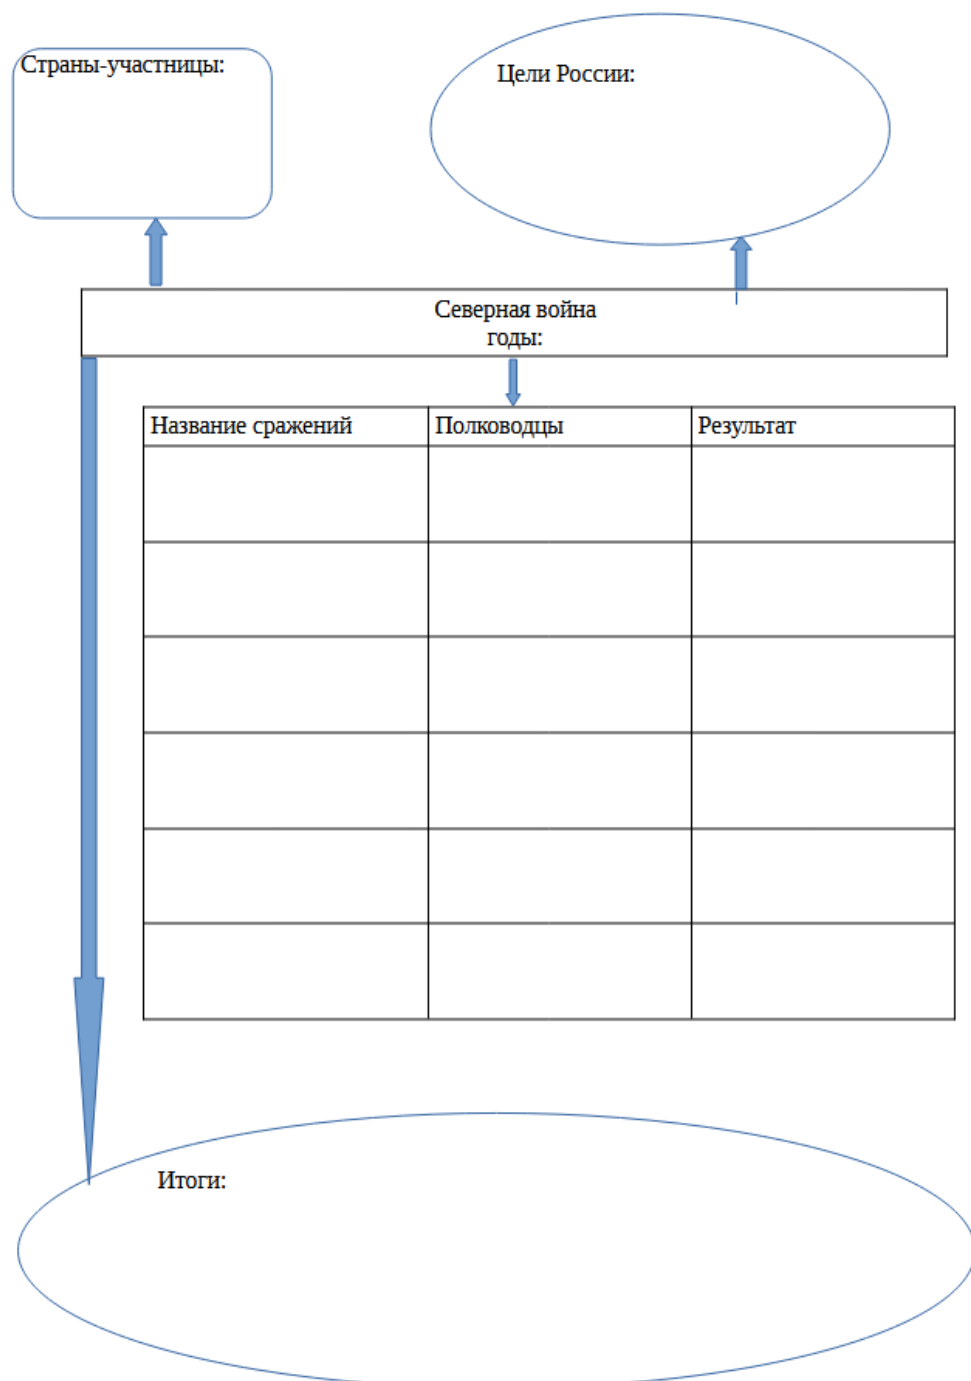 Страны-участницы:
Цели России:
Северная война
годы:
Название сражений
Полководцы
Результат
Итоги: